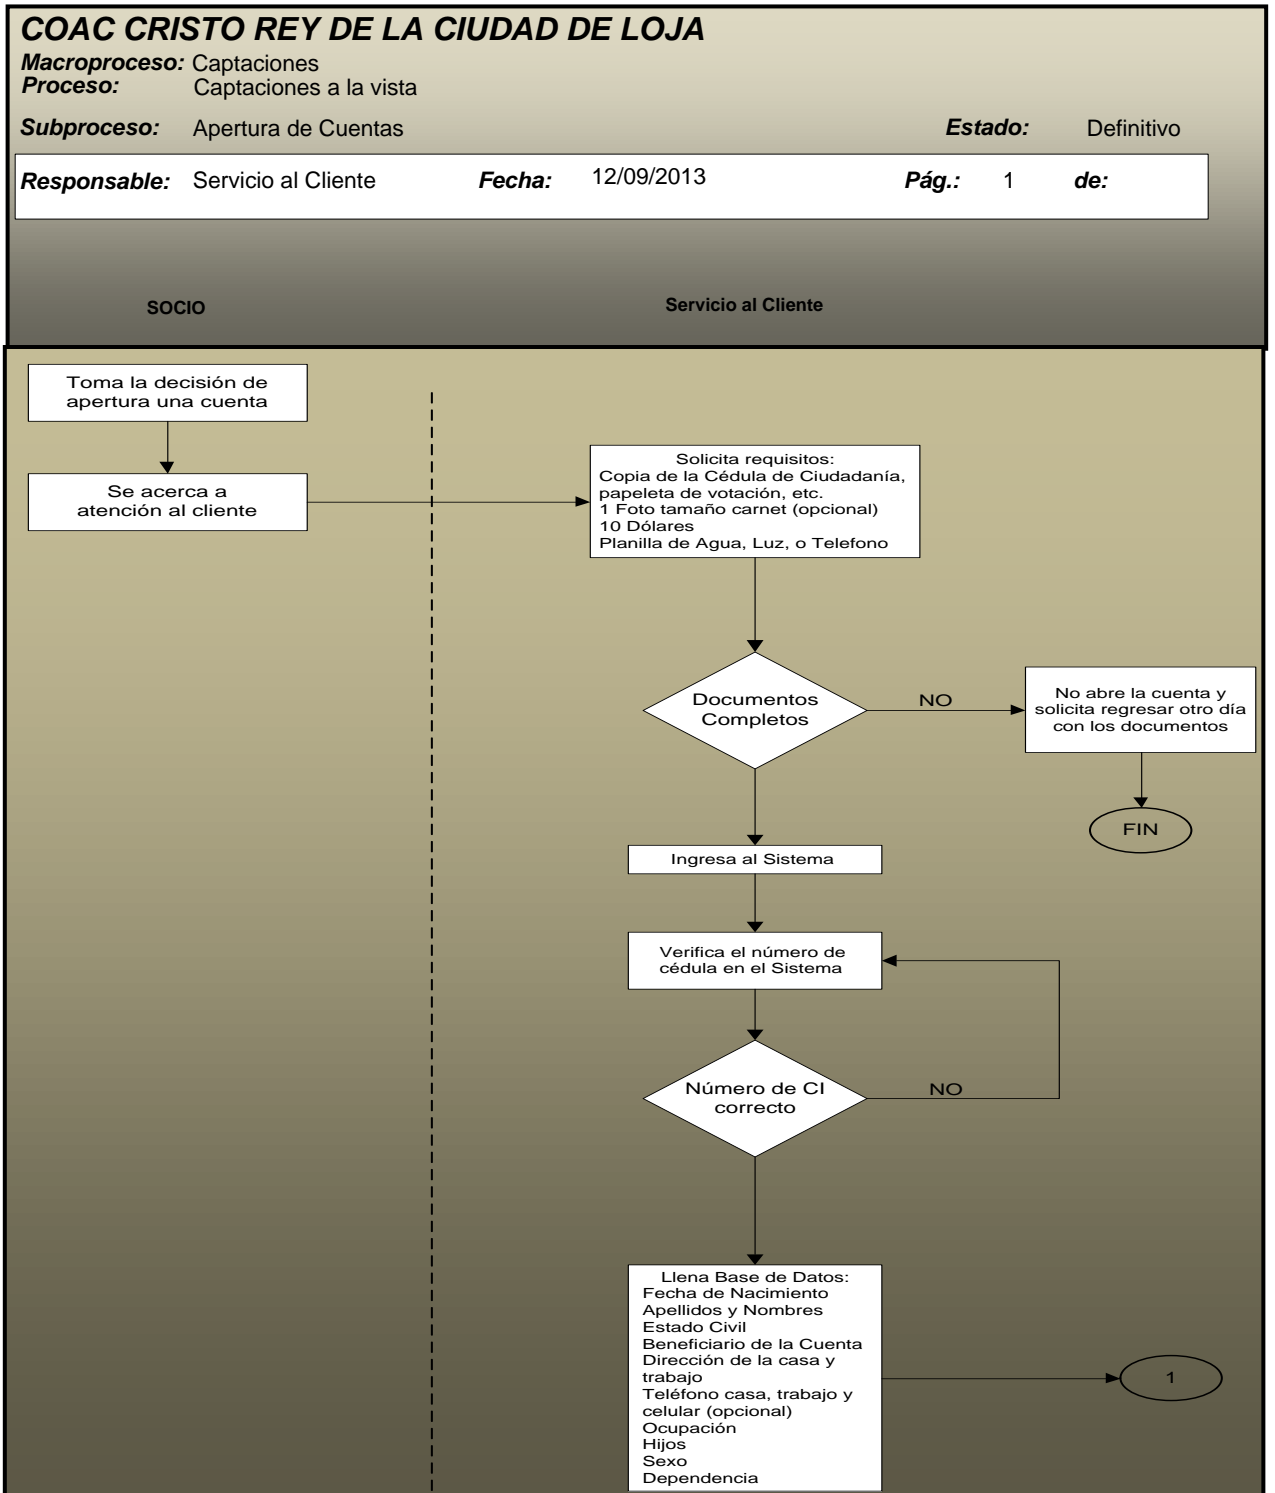 COAC CRISTO REY DE LA CIUDAD DE LOJA
Macroproceso: Captaciones
Proceso: Captaciones a la vista
Subproceso: Apertura de Cuentas Estado: Definitivo
Responsable: Servicio al Cliente Fecha: 12/09/2013 Pág.: 1 de:
SOCIO Servicio al Cliente
Toma la decisión de
apertura una cuenta
Se acerca a
atención al cliente
Solicita requisitos:
Copia de la Cédula de Ciudadanía,
papeleta de votación, etc.
1 Foto tamaño carnet (opcional)
10 Dólares
Planilla de Agua, Luz, o Telefono
Documentos
Completos
NO
No abre la cuenta y
solicita regresar otro día
con los documentos
FIN
Ingresa al Sistema
Verifica el número de
cédula en el Sistema
Número de CI
correcto
NO
Llena Base de Datos:
Fecha de Nacimiento
Apellidos y Nombres
Estado Civil
Beneficiario de la Cuenta
Dirección de la casa y
trabajo
Teléfono casa, trabajo y
celular (opcional)
Ocupación
Hijos
Sexo
Dependencia
1